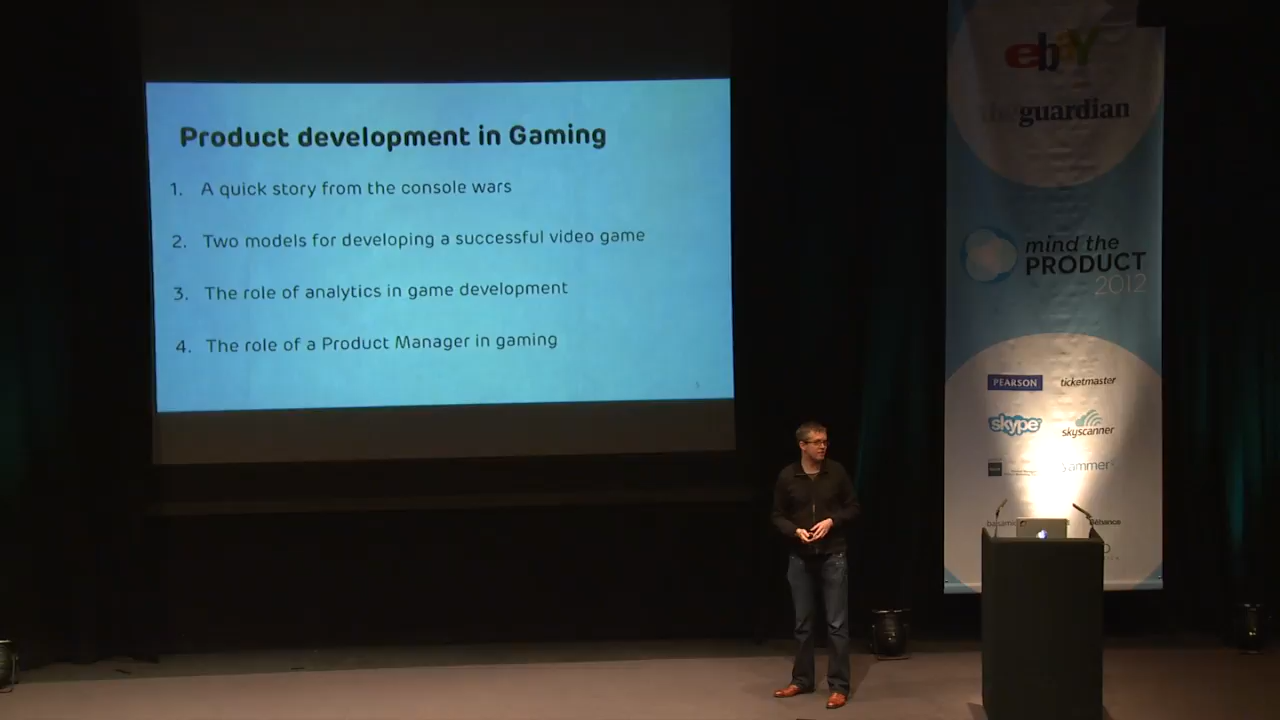 Product development in Gaming
1. A quick story from the console wars
2. Two models for developing a successful video game
3. The role of analytics in game development
4. The role of a Product Manager in gaming
ebay
theguardian
mind the
PRODUCT
2012
PEARSON
ticketmaster
skype
skyscanner
Bēhance